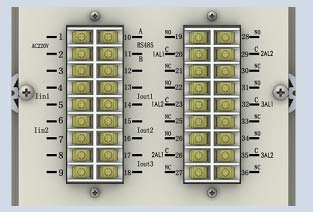 1 10 A
AC220V
RS485
2 11 B
3 12
Iin1 4 13 Iout1
5 14
Iin2 6 15
7 16 Iout2
8 17
9 18 Iout3
NO 19 28 NO
1AL1 C 20 29 C 2AL2
NC 21 30 NC
NO 22 31 NO
1AL2 C 23 32 C 3AL1
NC 24 33 NC
NO 25 34 NO
2AL1 C 26 35 C 3AL2
NC 27 36 NC